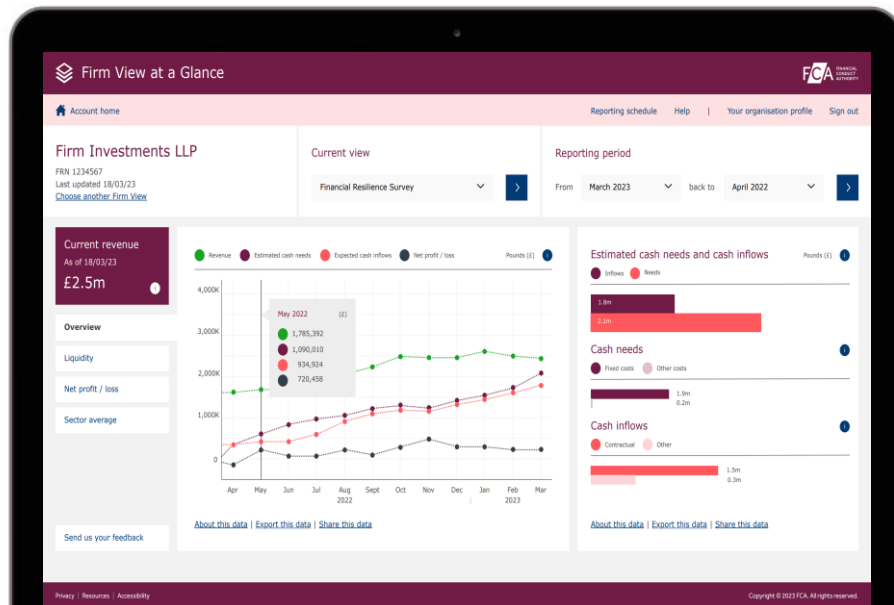 Firm View at a Glance
FCA FINANCIAL CONDUCT AUTHORITY
Account home
Reporting schedule Help | Your organisation profile Sign out
Firm Investments LLP
FRN 1234567
Last updated 18/03/23
Choose another Firm View
Current view
Financial Resilience Survey
Reporting period
From March 2023 back to April 2022
Current revenue
As of 18/03/23
£2.5m
Overview
Liquidity
Net profit / loss
Sector average
Send us your feedback
Revenue Estimated cash needs Expected cash inflows Net profit / loss Pounds (£)
4,000K
3,000K
2,000K
1,000K
0
May 2022 (£)
1,785,392
1,090,010
934,924
720,458
Apr May Jun Jul Aug Sept Oct Nov Dec Jan Feb Mar
2022 2023
About this data | Export this data | Share this data
Estimated cash needs and cash inflows Pounds (£)
Inflows Needs
1.8m
2.1m
Cash needs
Fixed costs Other costs
1.9m
0.2m
Cash inflows
Contractual Other
1.5m
0.3m
About this data | Export this data | Share this data
Privacy | Resources | Accessibility
Copyright © 2023 FCA. All rights reserved.